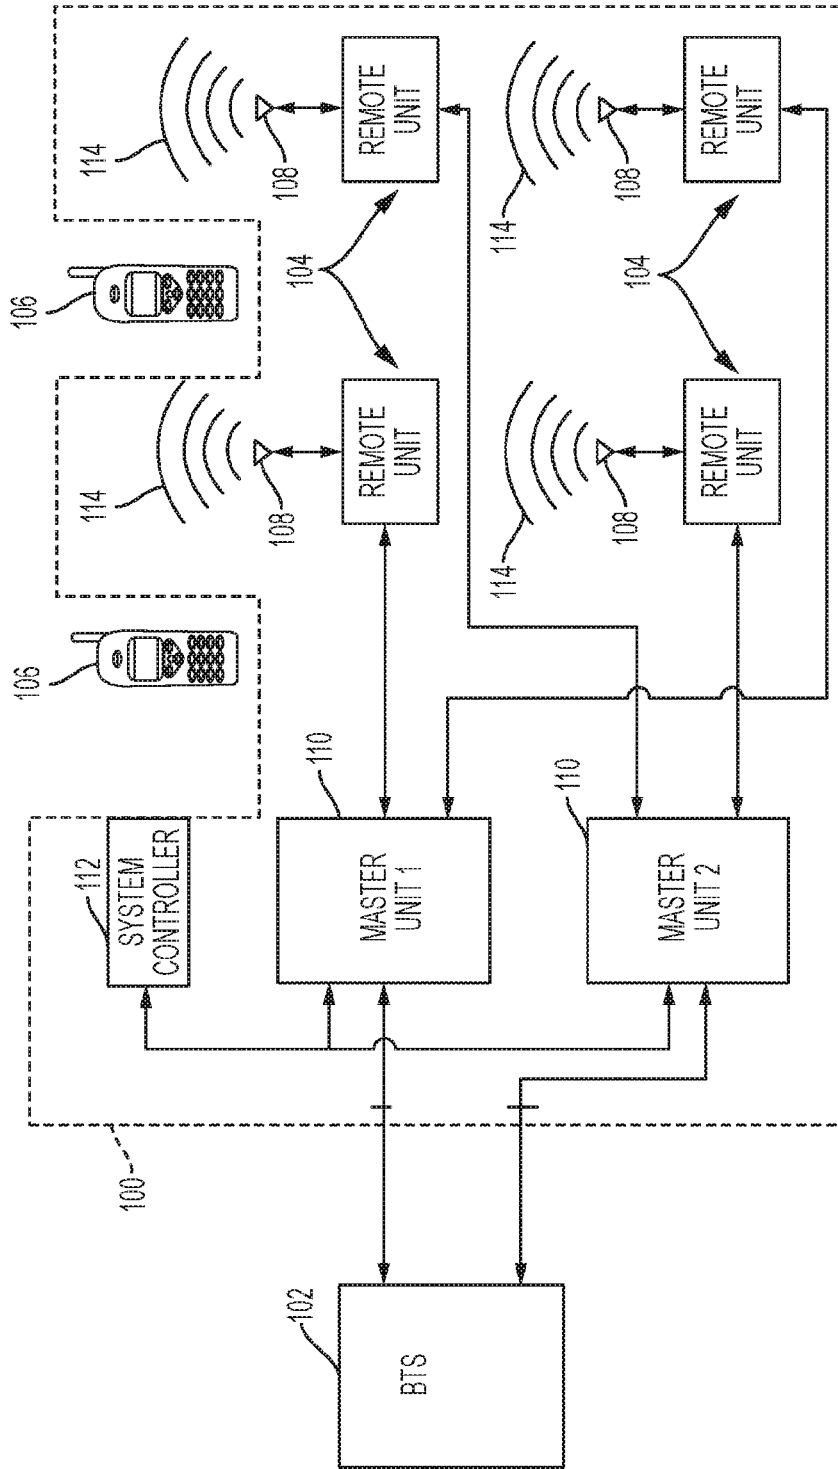 106
106
112
114
114
SYSTEM
CONTROLLER
100
108
108
102
104
110
REMOTE
UNIT
REMOTE
UNIT
MASTER
UNIT 1
BTS
114
114
110
108
108
104
MASTER
UNIT 2
REMOTE
UNIT
REMOTE
UNIT